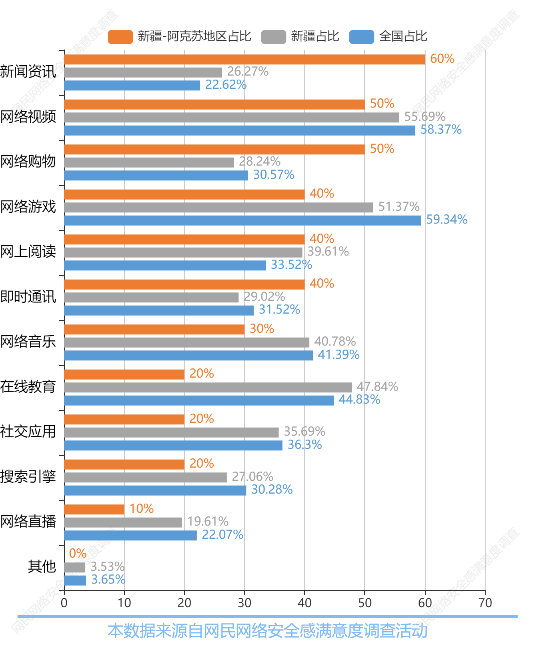 新疆-阿克苏地区占比 新疆占比 全国占比
新闻资讯 60%
26.27%
22.62%
网络视频 50%
55.69%
58.37%
网络购物 50%
28.24%
30.57%
网络游戏 40%
51.37%
59.34%
网上阅读 40%
39.61%
33.52%
即时通讯 40%
29.02%
31.52%
网络音乐 30%
40.78%
41.39%
在线教育 20%
47.84%
44.83%
社交应用 20%
35.69%
36.3%
搜索引擎 20%
27.06%
30.28%
网络直播 10%
19.61%
22.07%
其他 0%
3.53%
3.65%
0 10 20 30 40 50 60 70
本数据来源自网民网络安全感满意度调查活动